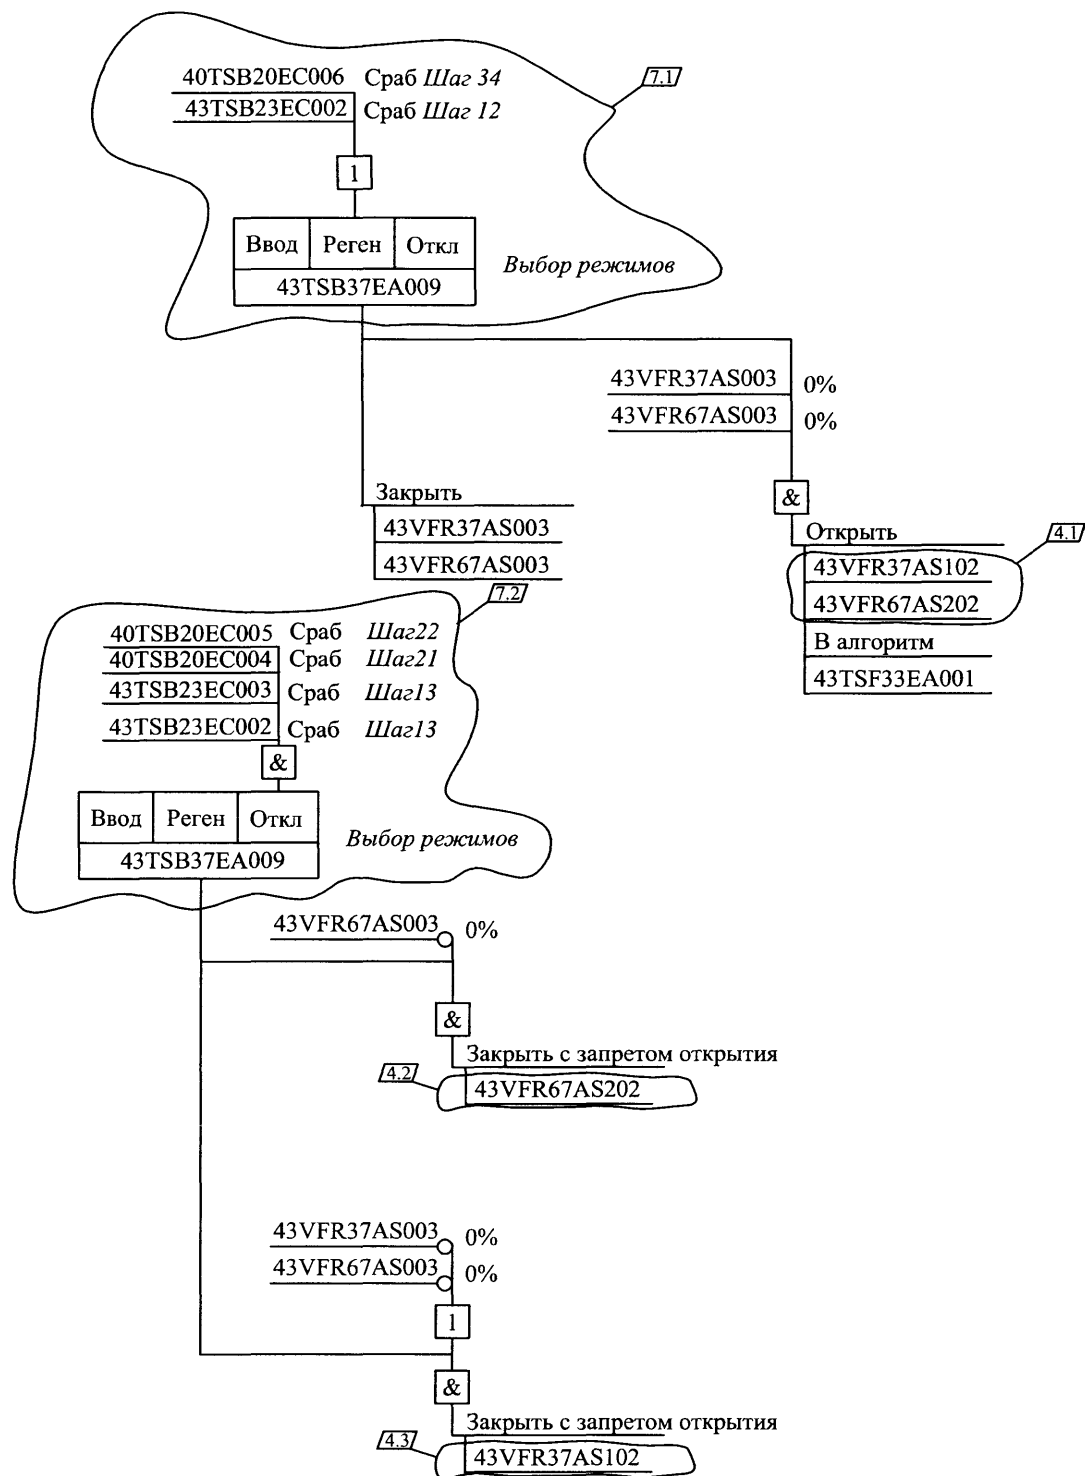 40TSB20EC006 Сраб Шаг 34
7.1
43TSB23EC002 Сраб Шаг 12
1
Ввод Реген Откл
Выбор режимов
43TSB37EA009
43VFR37AS003 0%
43VFR67AS003 0%
&
Закрыть
43VFR37AS003
43VFR67AS003
Открыть
4.1
43VFR37AS102
43VFR67AS202
В алгоритм
43TSF33EA001
7.2
40TSB20EC005 Сраб Шаг22
40TSB20EC004 Сраб Шаг21
43TSB23EC003 Сраб Шаг13
43TSB23EC002 Сраб Шаг13
&
Ввод Реген Откл
Выбор режимов
43TSB37EA009
43VFR67AS003 0%
&
Закрыть с запретом открытия
4.2
43VFR67AS202
43VFR37AS003 0%
43VFR67AS003 0%
1
&
Закрыть с запретом открытия
4.3
43VFR37AS102